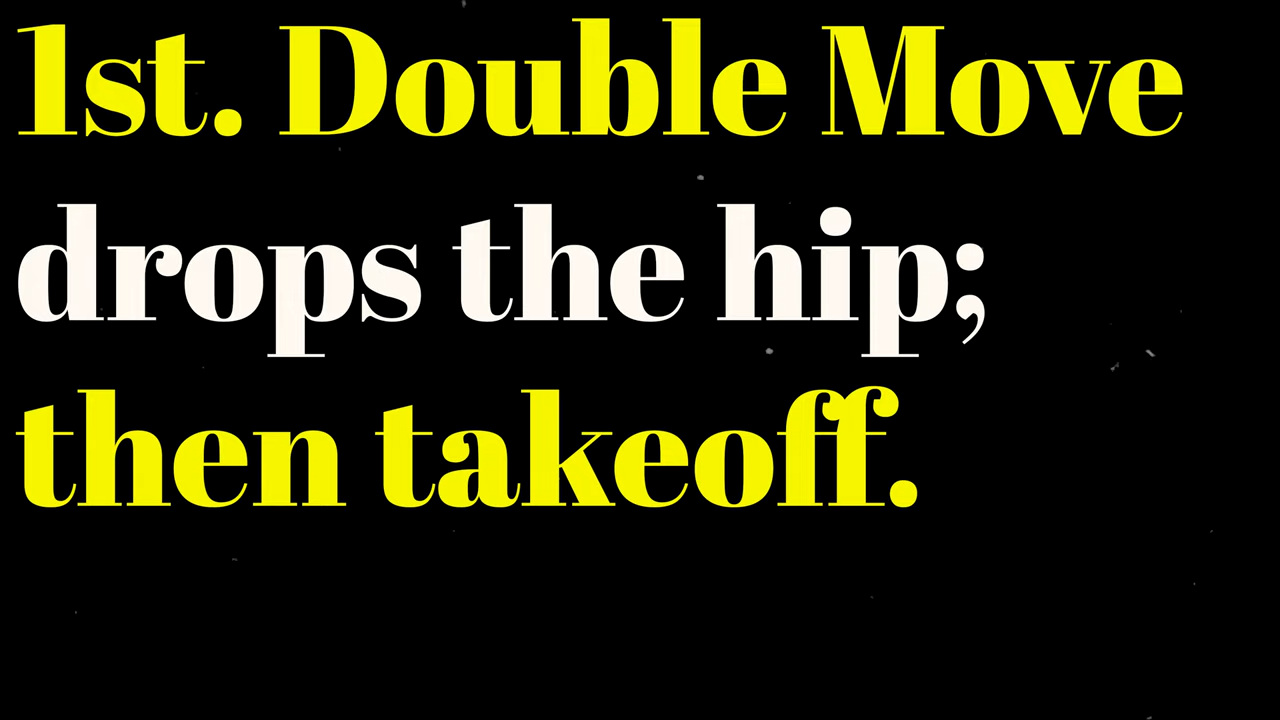 1st. Double Move
drops the hip;
then takeoff.